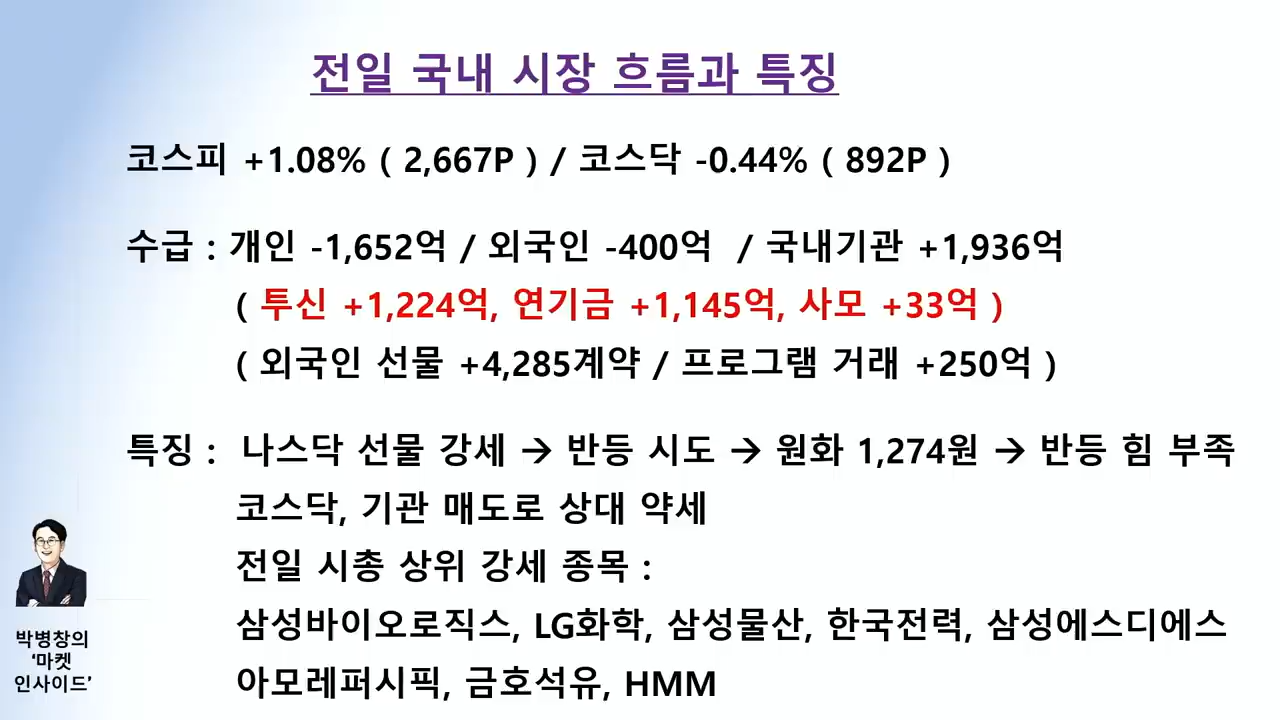 전일 국내 시장 흐름과 특징
코스피 +1.08% ( 2,667P ) / 코스닥 -0.44% ( 892P )
수급 : 개인 -1,652억 / 외국인 -400억 / 국내기관 +1,936억
( 투신 +1,224억, 연기금 +1,145억, 사모 +33억 )
( 외국인 선물 +4,285계약 / 프로그램 거래 +250억 )
특징 : 나스닥 선물 강세 → 반등 시도 → 원화 1,274원 → 반등 힘 부족
코스닥, 기관 매도로 상대 약세
전일 시총 상위 강세 종목 :
삼성바이오로직스, LG화학, 삼성물산, 한국전력, 삼성에스디에스
아모레퍼시픽, 금호석유, HMM
박병창의
‘마켓
인사이드’